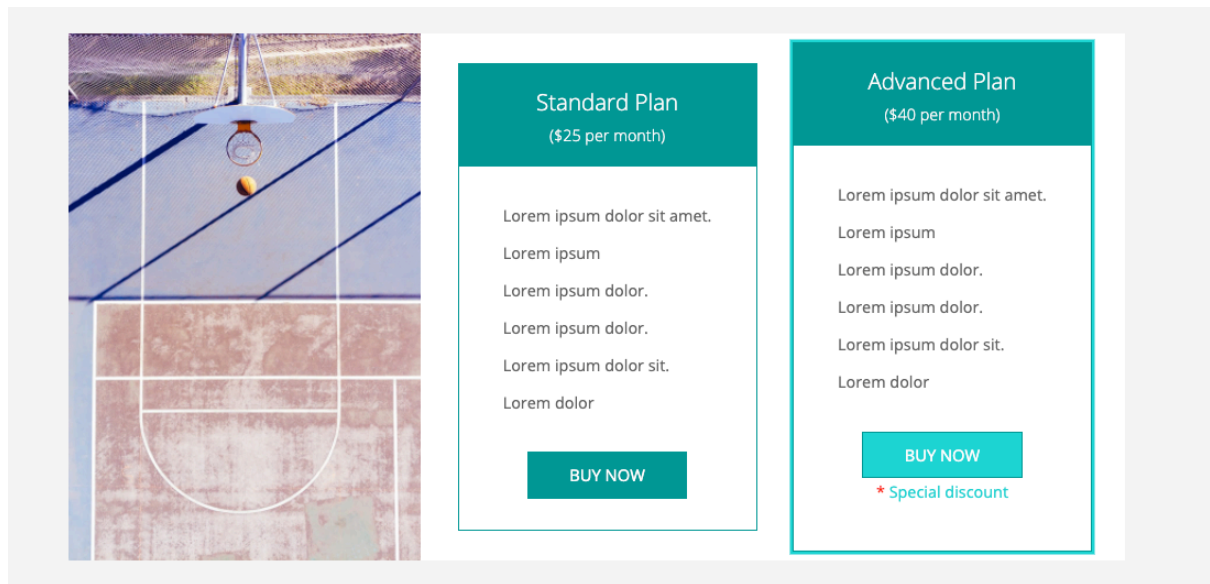 Standard Plan
($25 per month)
Lorem ipsum dolor sit amet.
Lorem ipsum
Lorem ipsum dolor.
Lorem ipsum dolor.
Lorem ipsum dolor sit.
Lorem dolor
BUY NOW
Advanced Plan
($40 per month)
Lorem ipsum dolor sit amet.
Lorem ipsum
Lorem ipsum dolor.
Lorem ipsum dolor.
Lorem ipsum dolor sit.
Lorem dolor
BUY NOW
* Special discount